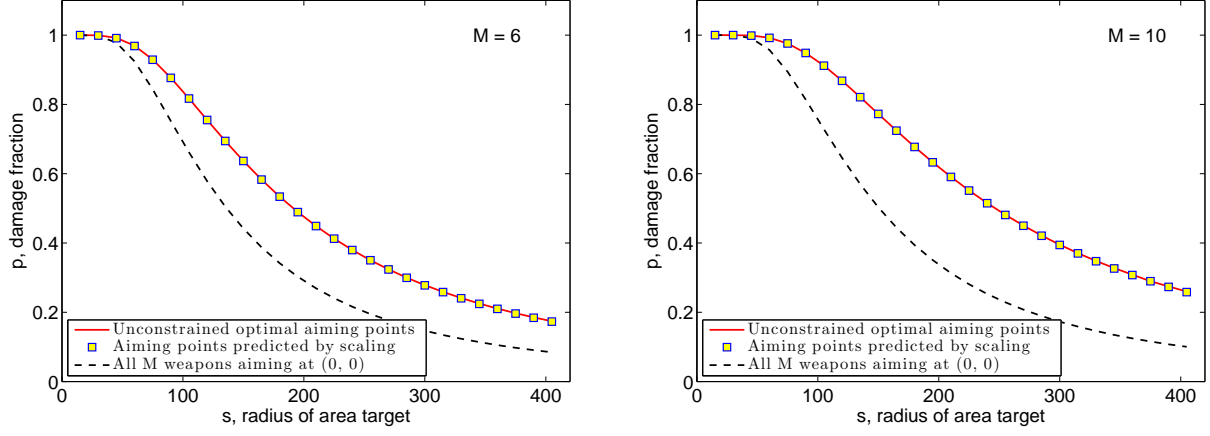 M = 6
1
0.8
0.6
0.4
0.2
0
p, damage fraction
Unconstrained optimal aiming points
Aiming points predicted by scaling
All M weapons aiming at (0, 0)
0 100 200 300 400
s, radius of area target
M = 10
1
0.8
0.6
0.4
0.2
0
p, damage fraction
Unconstrained optimal aiming points
Aiming points predicted by scaling
All M weapons aiming at (0, 0)
0 100 200 300 400
s, radius of area target